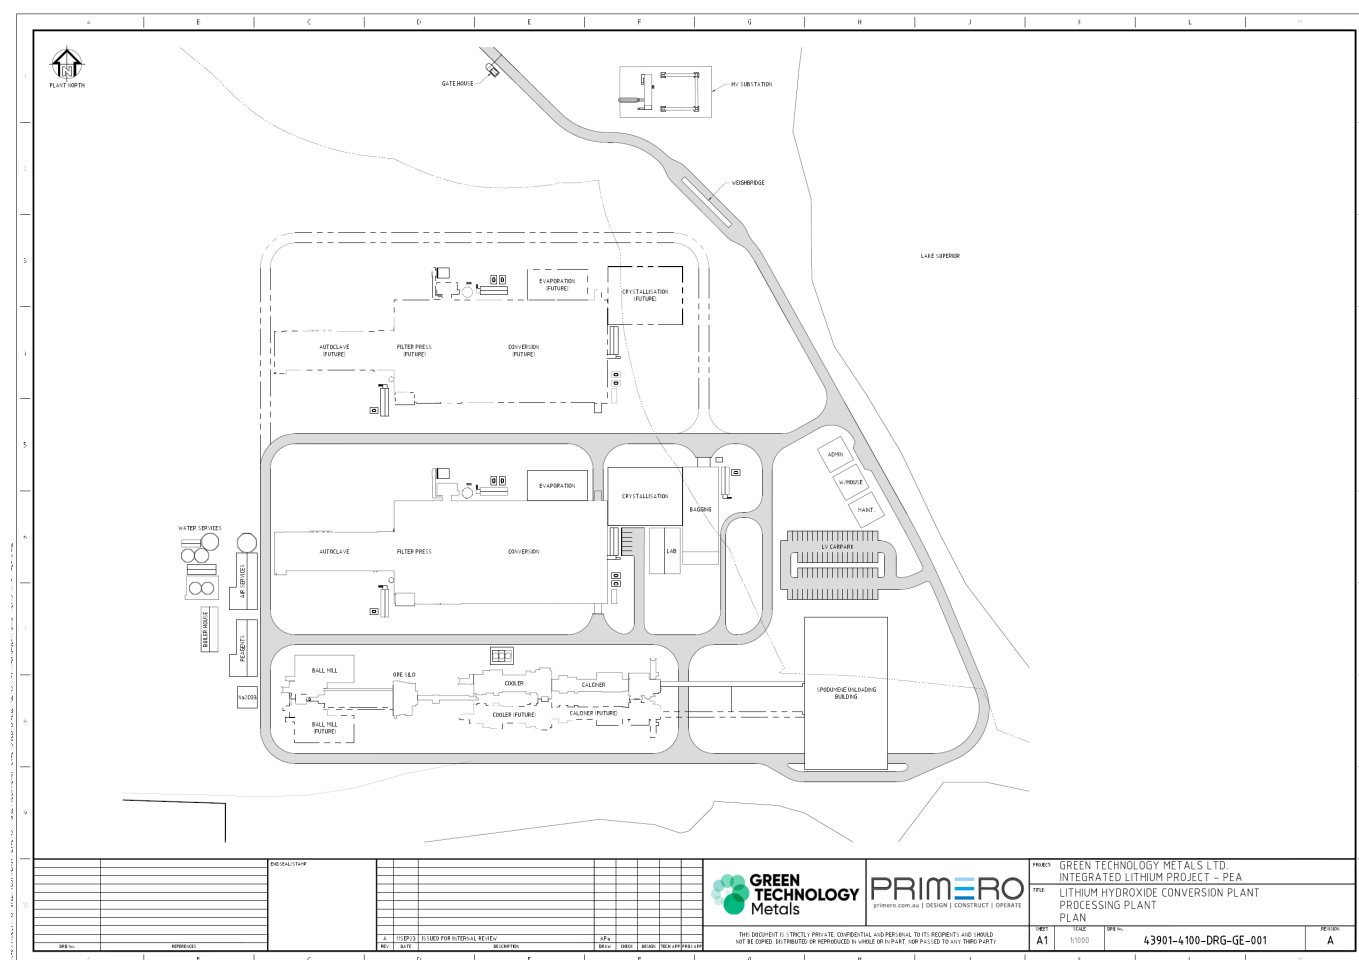 A B C D E F G H J K L M
PLANT NORTH
GATE HOUSE
MV SUBSTATION
WEIGHBRIDGE
LAKE SUPERIOR
EVAPORATION
(FUTURE)
CRYSTALLISATION
(FUTURE)
AUTOCLAVE
(FUTURE)
FILTER PRESS
(FUTURE)
CONVERSION
(FUTURE)
ADMIN
W/HOUSE
MAINT.
EVAPORATION
CRYSTALLISATION
BAGGING
WATER SERVICES
AUTOCLAVE
FILTER PRESS
CONVERSION
LAB
LV CARPARK
AIR SERVICES
BOILER HOUSE
REAGENTS
BALL MILL
ORE SILO
COOLER
CALCINER
SPODUMENE UNLOADING
BUILDING
Na2CO3
COOLER (FUTURE)
CALCINER (FUTURE)
BALL MILL
(FUTURE)
ENG SEAL/STAMP
DRG No.
REFERENCES
A 11SEP23 ISSUED FOR INTERNAL REVIEW APa
REV DATE DESCRIPTION DRAW CHECK DESIGN TECH APP PROJ APP
GREEN
TECHNOLOGY
Metals
PRIMERO
primero.com.au | DESIGN | CONSTRUCT | OPERATE
THIS DOCUMENT IS STRICTLY PRIVATE, CONFIDENTIAL AND PERSONAL TO ITS RECIPIENTS AND SHOULD
NOT BE COPIED, DISTRIBUTED OR REPRODUCED IN WHOLE OR IN PART, NOR PASSED TO ANY THIRD PARTY
PROJECT: GREEN TECHNOLOGY METALS LTD.
INTEGRATED LITHIUM PROJECT - PEA
TITLE: LITHIUM HYDROXIDE CONVERSION PLANT
PROCESSING PLANT
PLAN
SHEET SCALE DRG No. REVISION
A1 1:1000 43901-4100-DRG-GE-001 A